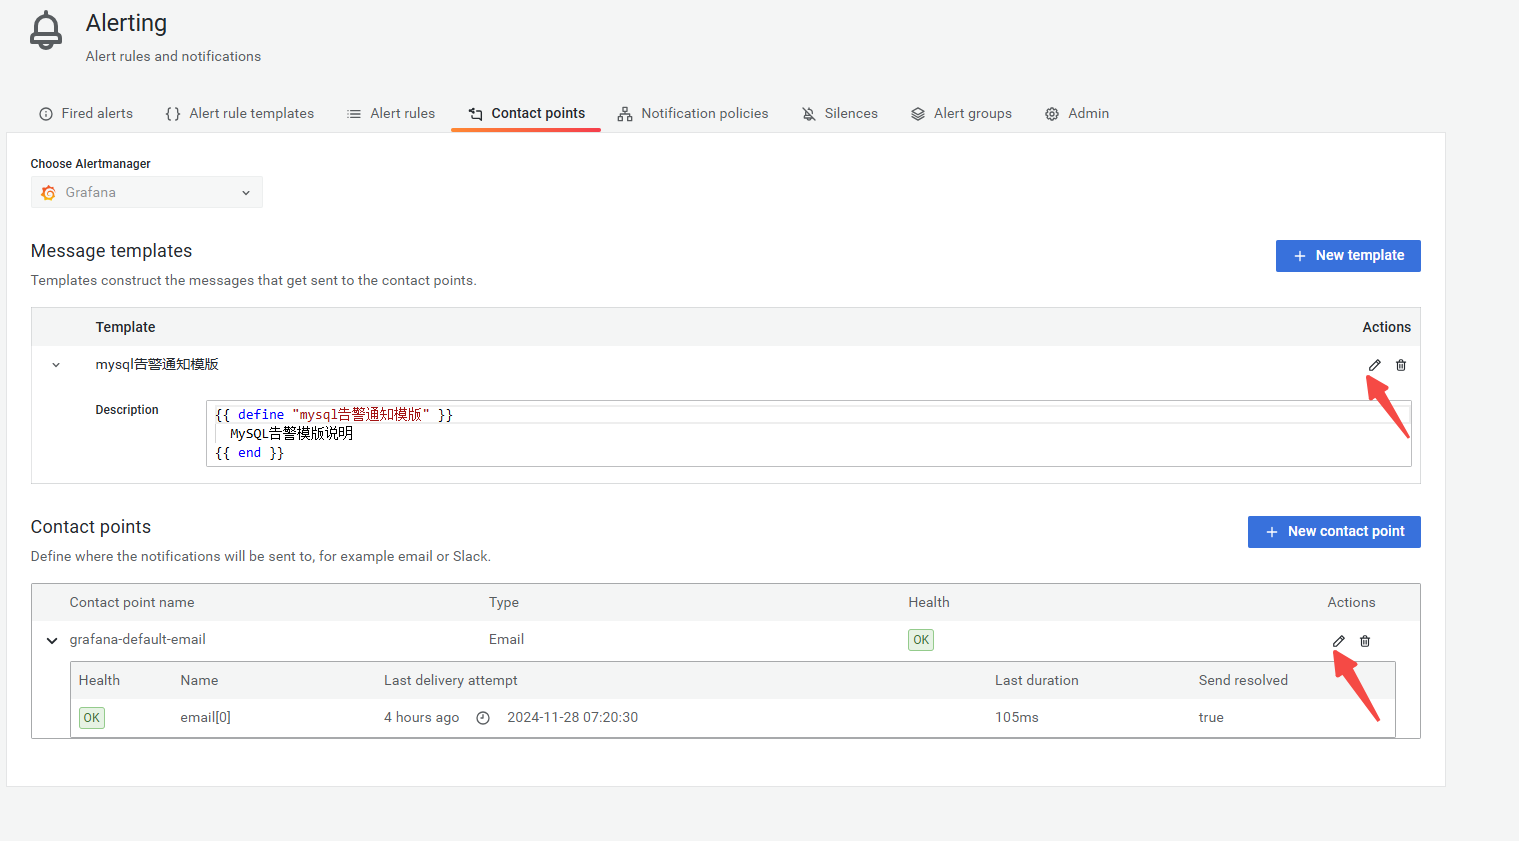 Alerting
Alert rules and notifications
Fired alerts Alert rule templates Alert rules Contact points Notification policies Silences Alert groups Admin
Choose Alertmanager
Grafana
Message templates
New template
Templates construct the messages that get sent to the contact points.
Template Actions
mysql告警通知模版
Description
{{ define "mysql告警通知模版" }}
MySQL告警模版说明
{{ end }}
Contact points
New contact point
Define where the notifications will be sent to, for example email or Slack.
Contact point name Type Health Actions
grafana-default-email Email OK
Health Name Last delivery attempt Last duration Send resolved
OK email[0] 4 hours ago 2024-11-28 07:20:30 105ms true